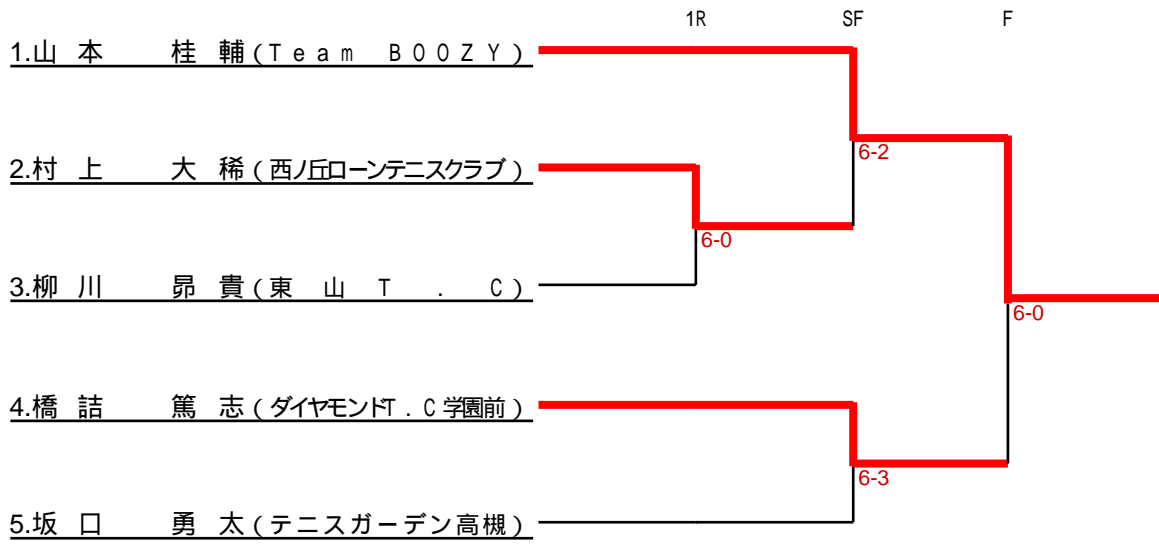 1R SF F
1.山本 桂輔(Team BOOZY)
6-2
2.村上 大稀(西ノ丘ローンテニスクラブ)
6-0
3.柳川 昴貴(東山T.C)
6-0
4.橋詰 篤志(ダイヤモンドT.C学園前)
6-3
5.坂口 勇太(テニスガーデン高槻)